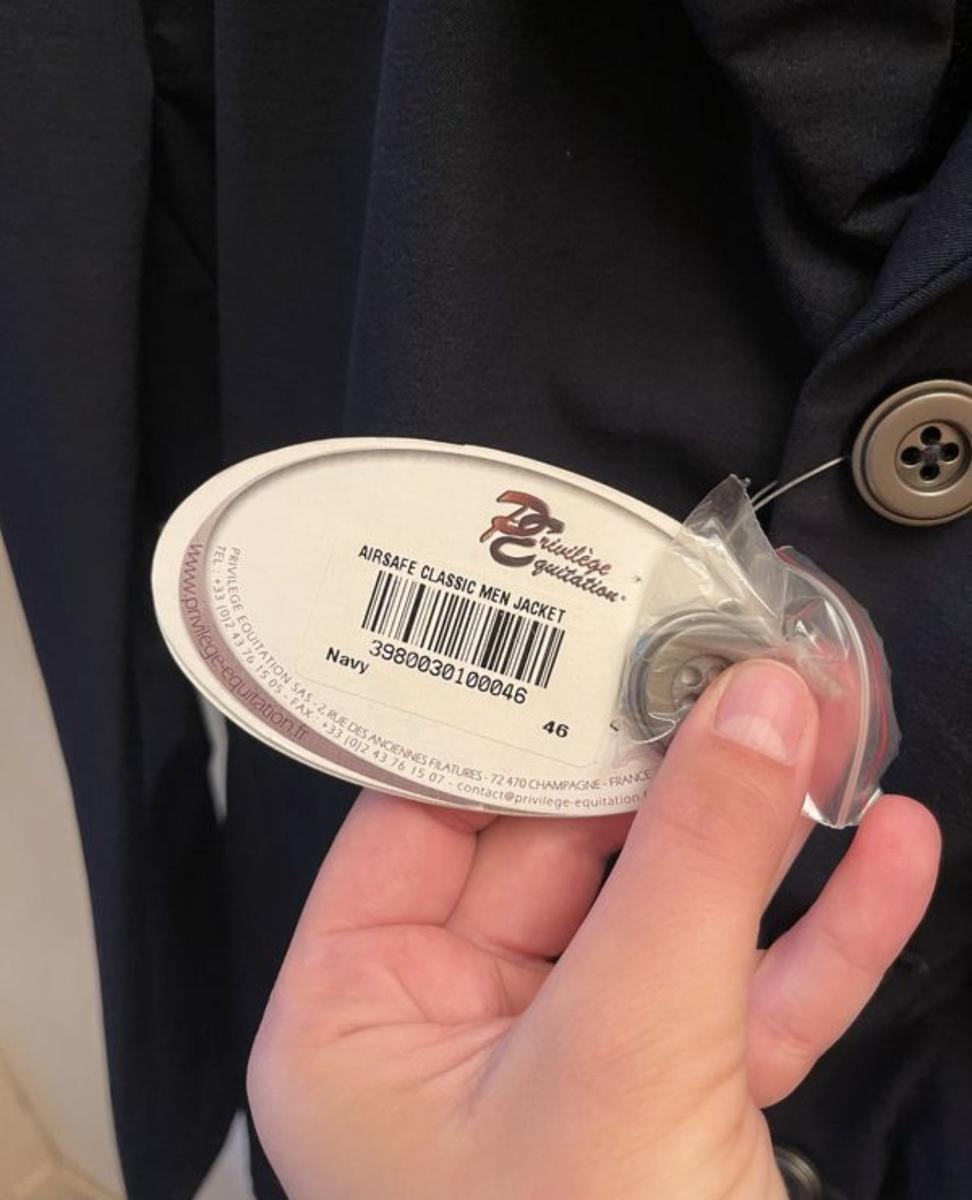 Privilège
Equitation®
AIRSAFE CLASSIC MEN JACKET
3980030100046
Navy
46
www.privilege-equitation.fr
PRIVILEGE EQUITATION SAS - 2, RUE DES ANCIENNES FILATURES - 72 470 CHAMPAGNE - FRANCE
TEL : +33 (0)2 43 76 15 05 - FAX : +33 (0)2 43 76 15 07 - contact@privilege-equitation